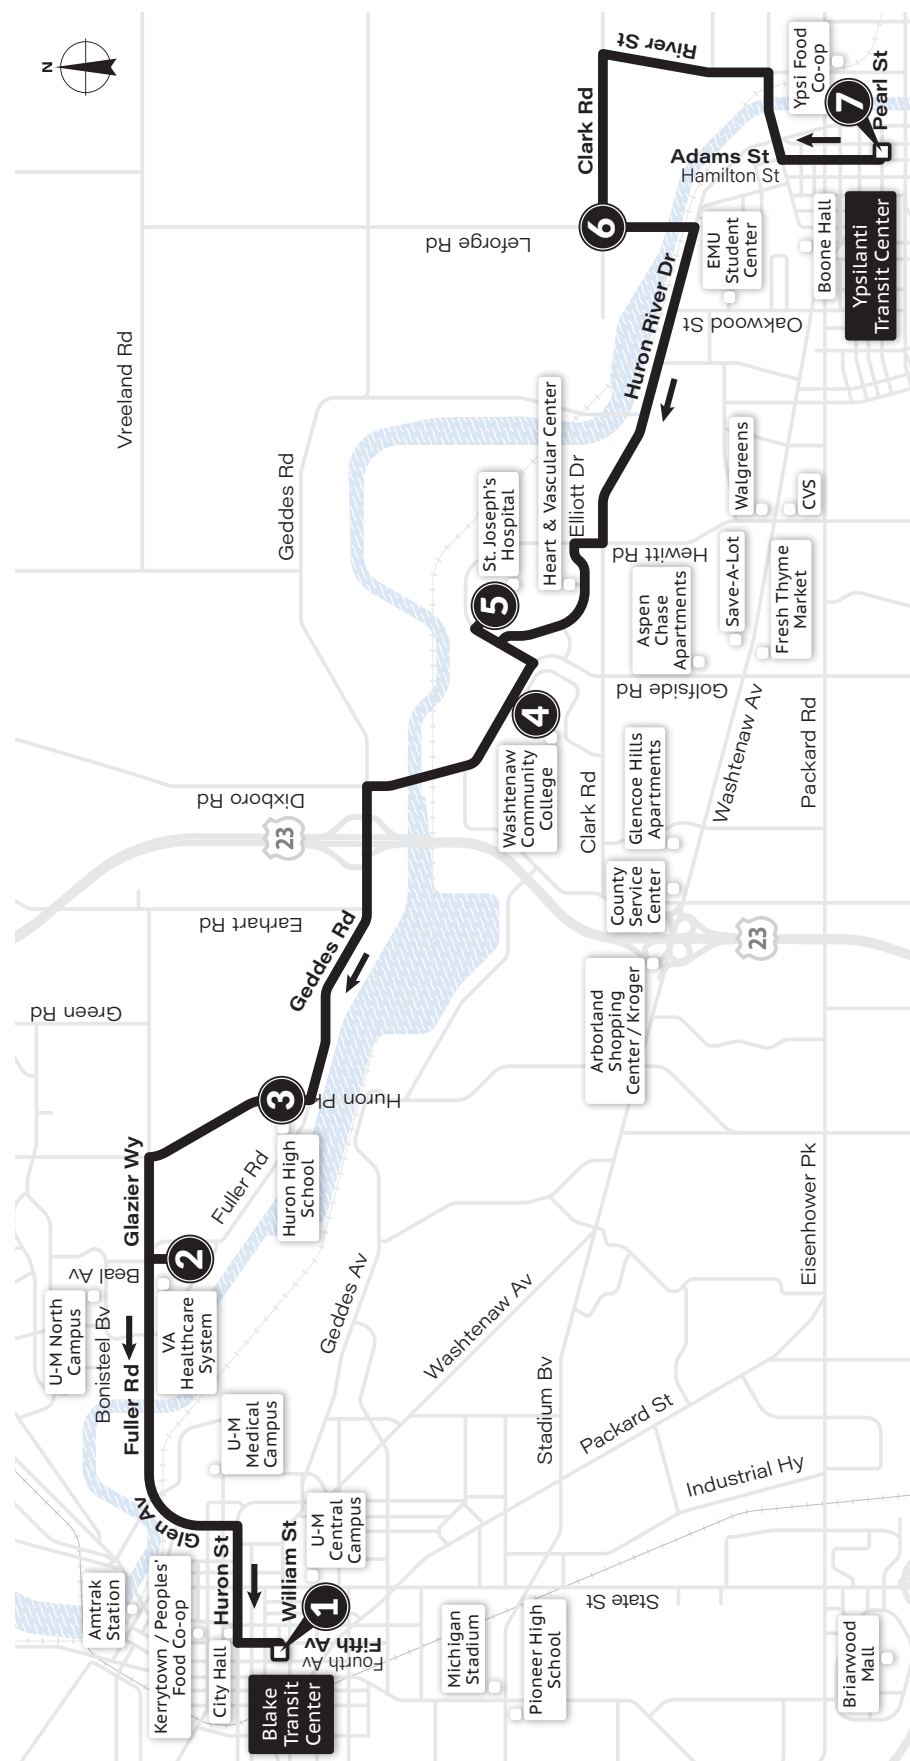 N
Vreeland Rd
Geddes Rd
Leforge Rd
Clark Rd
River St
Ypsi Food
Co-op
7
Pearl St
Adams St
Hamilton St
6
Ypsilanti
Transit Center
Boone Hall
EMU
Student
Center
Oakwood St
Huron River Dr
Heart & Vascular Center
Elliott Dr
St. Joseph's
Hospital
5
Hewitt Rd
Walgreens
CVS
Save-A-Lot
Fresh Thyme
Market
Aspen
Chase
Apartments
Golfside Rd
4
Washtenaw
Community
College
Clark Rd
Glencoe Hills
Apartments
Washtenaw Av
Packard Rd
County
Service
Center
23
Arborland
Shopping
Center / Kroger
Dixboro Rd
23
Earhart Rd
Geddes Rd
Green Rd
Huron Pk
3
Huron High
School
Fuller Rd
Glazier Wy
2
Beal Av
U-M North
Campus
Bonisteel Bv
VA
Healthcare
System
Fuller Rd
Geddes Av
Washtenaw Av
Eisenhower Pk
Stadium Bv
Packard St
Industrial Hy
U-M
Medical
Campus
Glen Av
Huron St
William St
U-M
Central
Campus
1
Fifth Av
Fourth Av
Amtrak
Station
Kerrytown / Peoples'
Food Co-op
City Hall
Blake
Transit
Center
State St
Michigan
Stadium
Pioneer High
School
Briarwood
Mall